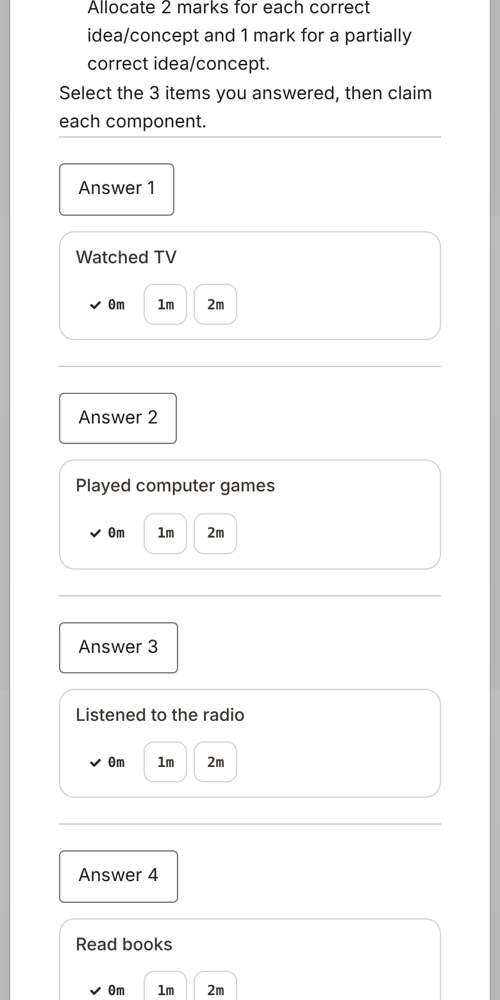 Allocate 2 marks for each correct
idea/concept and 1 mark for a partially
correct idea/concept.
Select the 3 items you answered, then claim
each component.
Answer 1
Watched TV
✓ 0m 1m 2m
Answer 2
Played computer games
✓ 0m 1m 2m
Answer 3
Listened to the radio
✓ 0m 1m 2m
Answer 4
Read books
✓ 0m 1m 2m